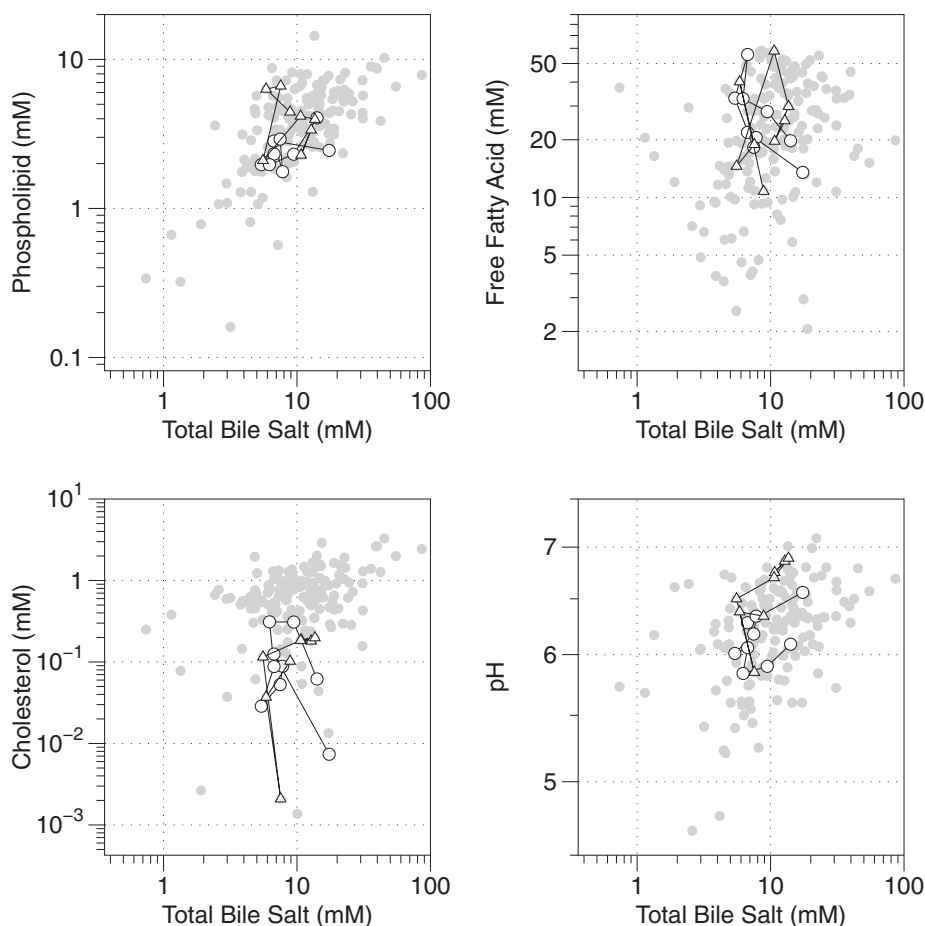 Phospholipid (mM)
10
1
0.1
1 10 100
Total Bile Salt (mM)
Free Fatty Acid (mM)
50
20
10
5
2
1 10 100
Total Bile Salt (mM)
Cholesterol (mM)
10¹
1
10⁻¹
10⁻²
10⁻³
1 10 100
Total Bile Salt (mM)
pH
7
6
5
1 10 100
Total Bile Salt (mM)